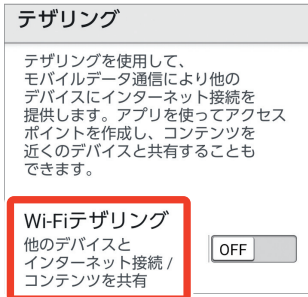 テザリング
テザリングを使用して、
モバイルデータ通信により他の
デバイスにインターネット接続を
提供します。アプリを使ってアクセス
ポイントを作成し、コンテンツを
近くのデバイスと共有することも
できます。
Wi-Fiテザリング
他のデバイスと
インターネット接続 /
コンテンツを共有
OFF